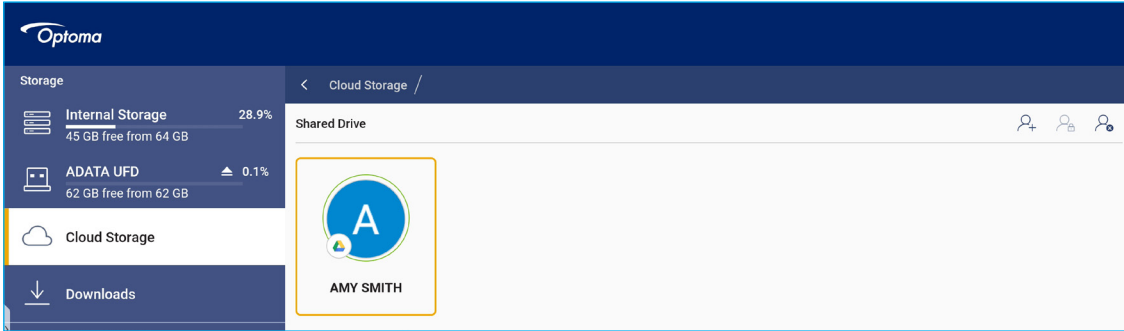 Optoma
Storage
Internal Storage 28.9%
45 GB free from 64 GB
ADATA UFD 0.1%
62 GB free from 62 GB
Cloud Storage
Downloads
Cloud Storage /
Shared Drive
A
AMY SMITH